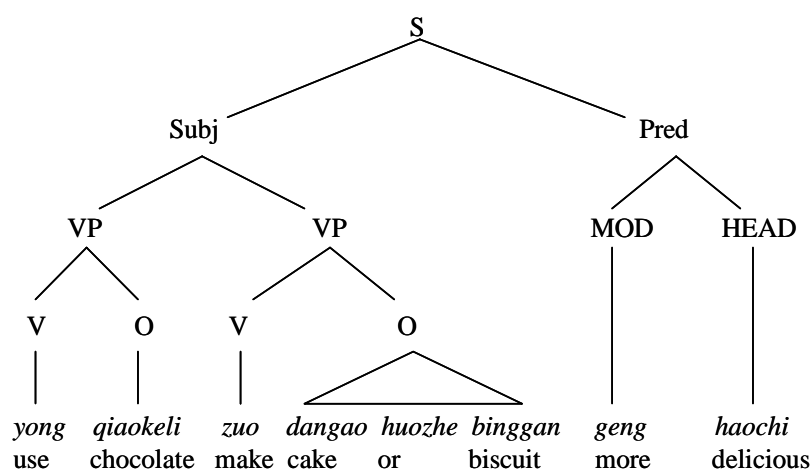 S
Subj Pred
VP VP MOD HEAD
V O V O
yong qiaokeli zuo dangao huozhe binggan geng haochi
use chocolate make cake or biscuit more delicious